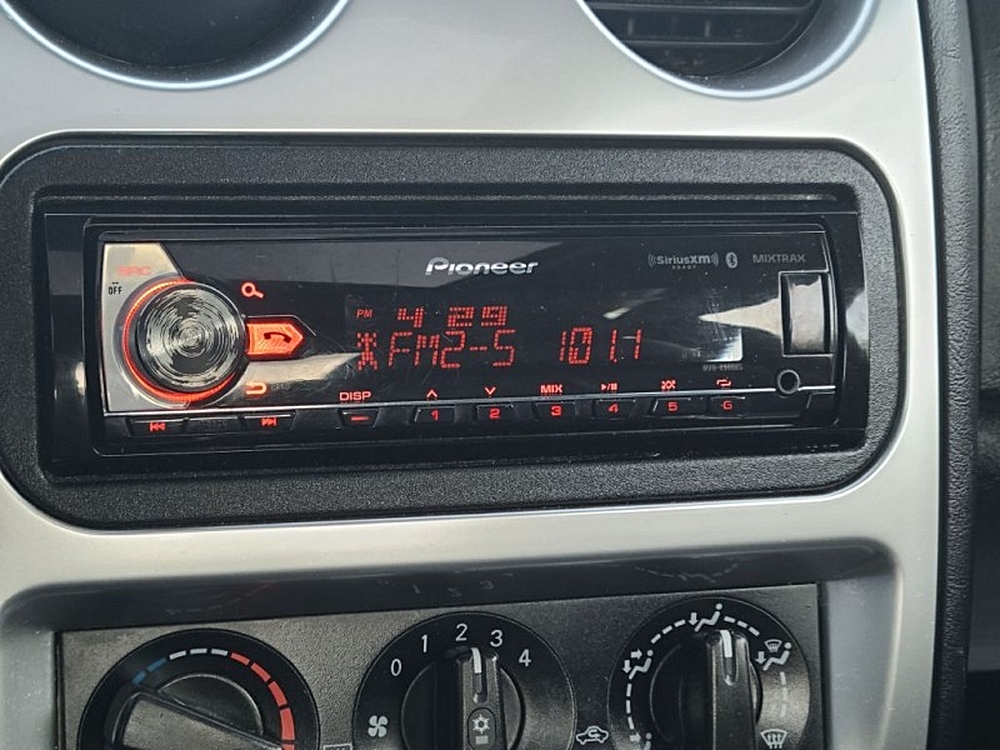 Pioneer
SiriusXM
READY
MIXTRAX
SRC
OFF
PM 4 29
FM2-5 101.1
DISP
MIX
1 2 3 4 5 6
0 1 2 3 4